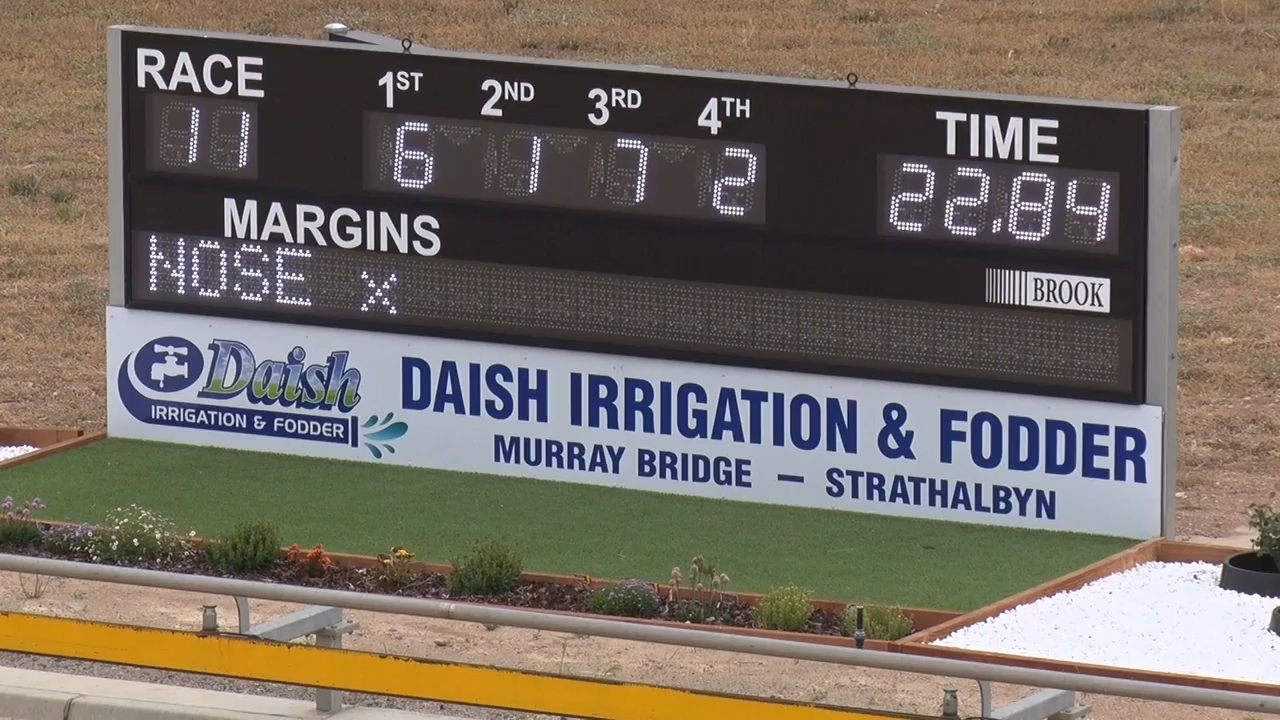 RACE 1ST 2ND 3RD 4TH TIME
11 6 1 7 2 22.84
MARGINS
NOSE X
BROOK
Daish
IRRIGATION & FODDER
DAISH IRRIGATION & FODDER
MURRAY BRIDGE — STRATHALBYN